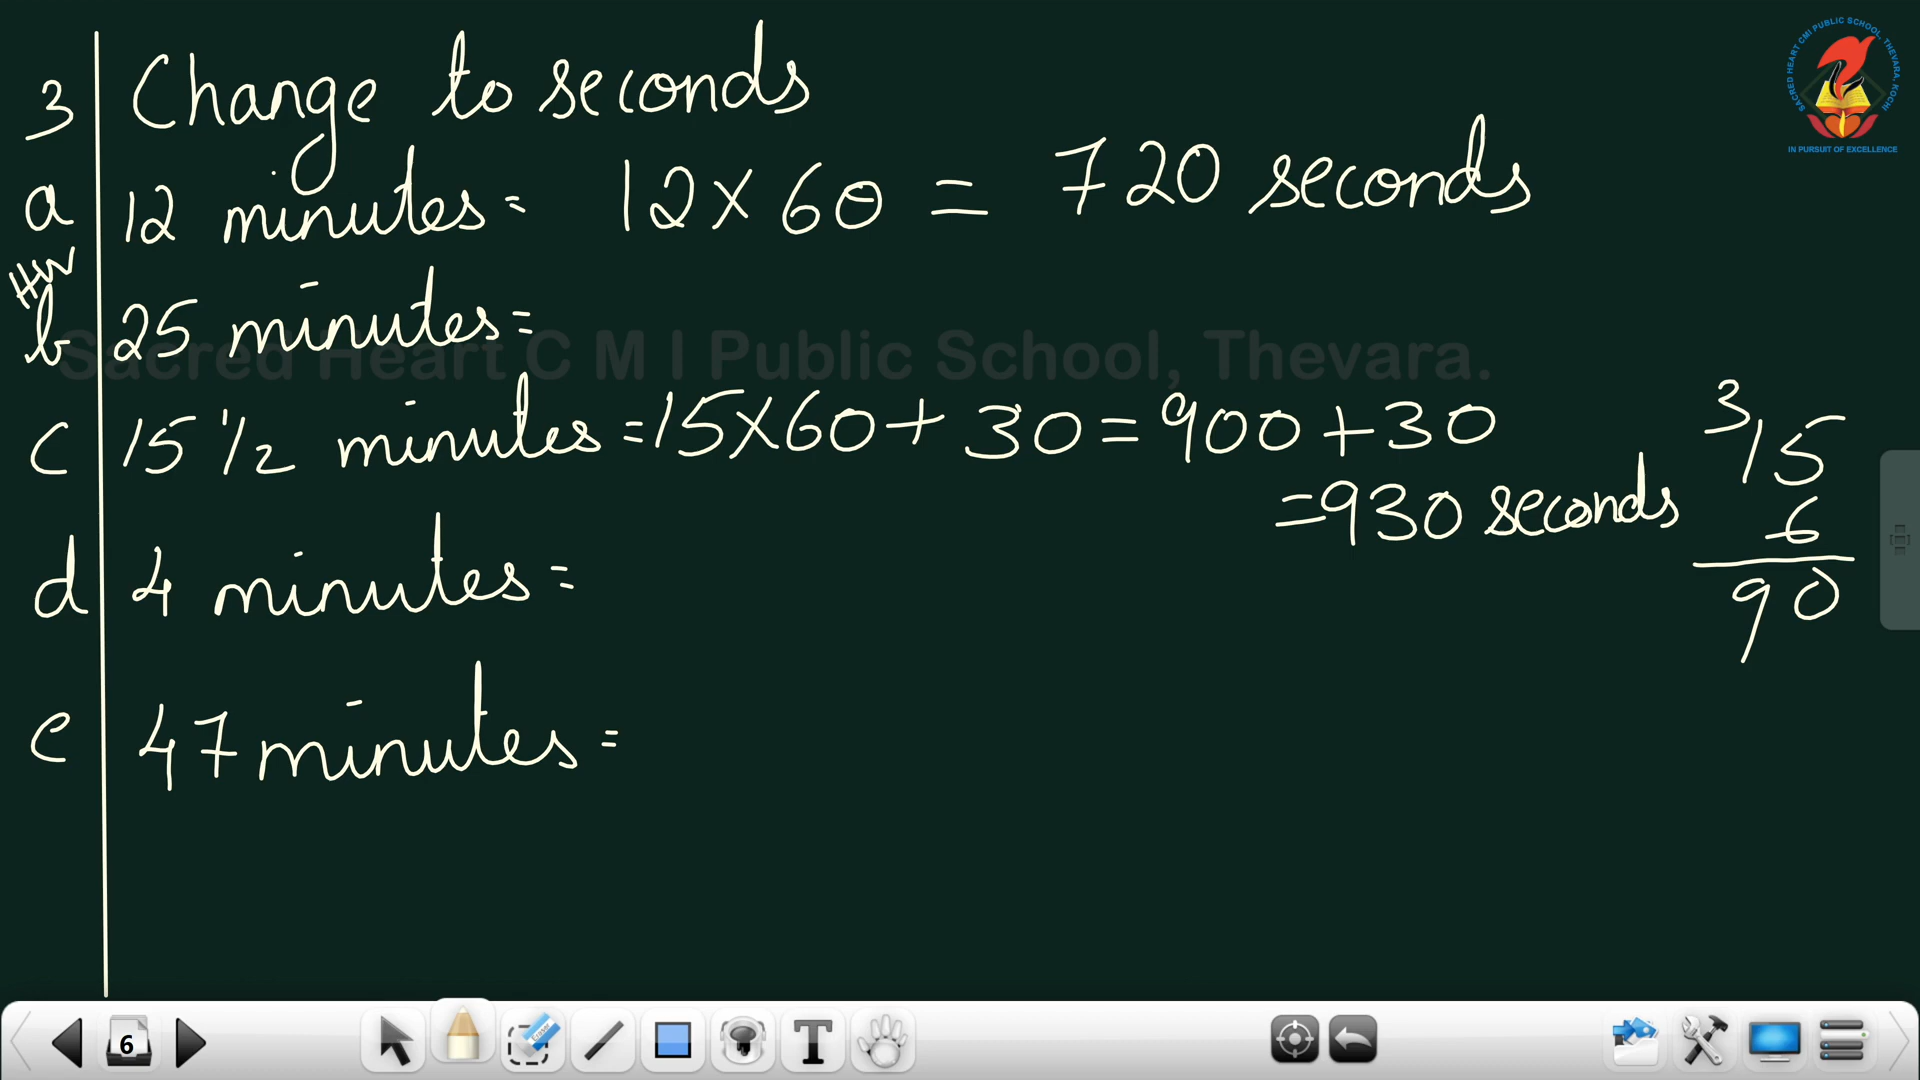 3 Change to seconds
a 12 minutes = 12 × 60 = 720 seconds
HW
b 25 minutes =
Sacred Heart C M I Public School, Thevara.
c 15 1/2 minutes = 15 × 60 + 30 = 900 + 30
= 930 seconds
d 4 minutes =
e 47 minutes =
3
15
6
90
SACRED HEART CMI PUBLIC SCHOOL, THEVARA, KOCHI
IN PURSUIT OF EXCELLENCE
6
T